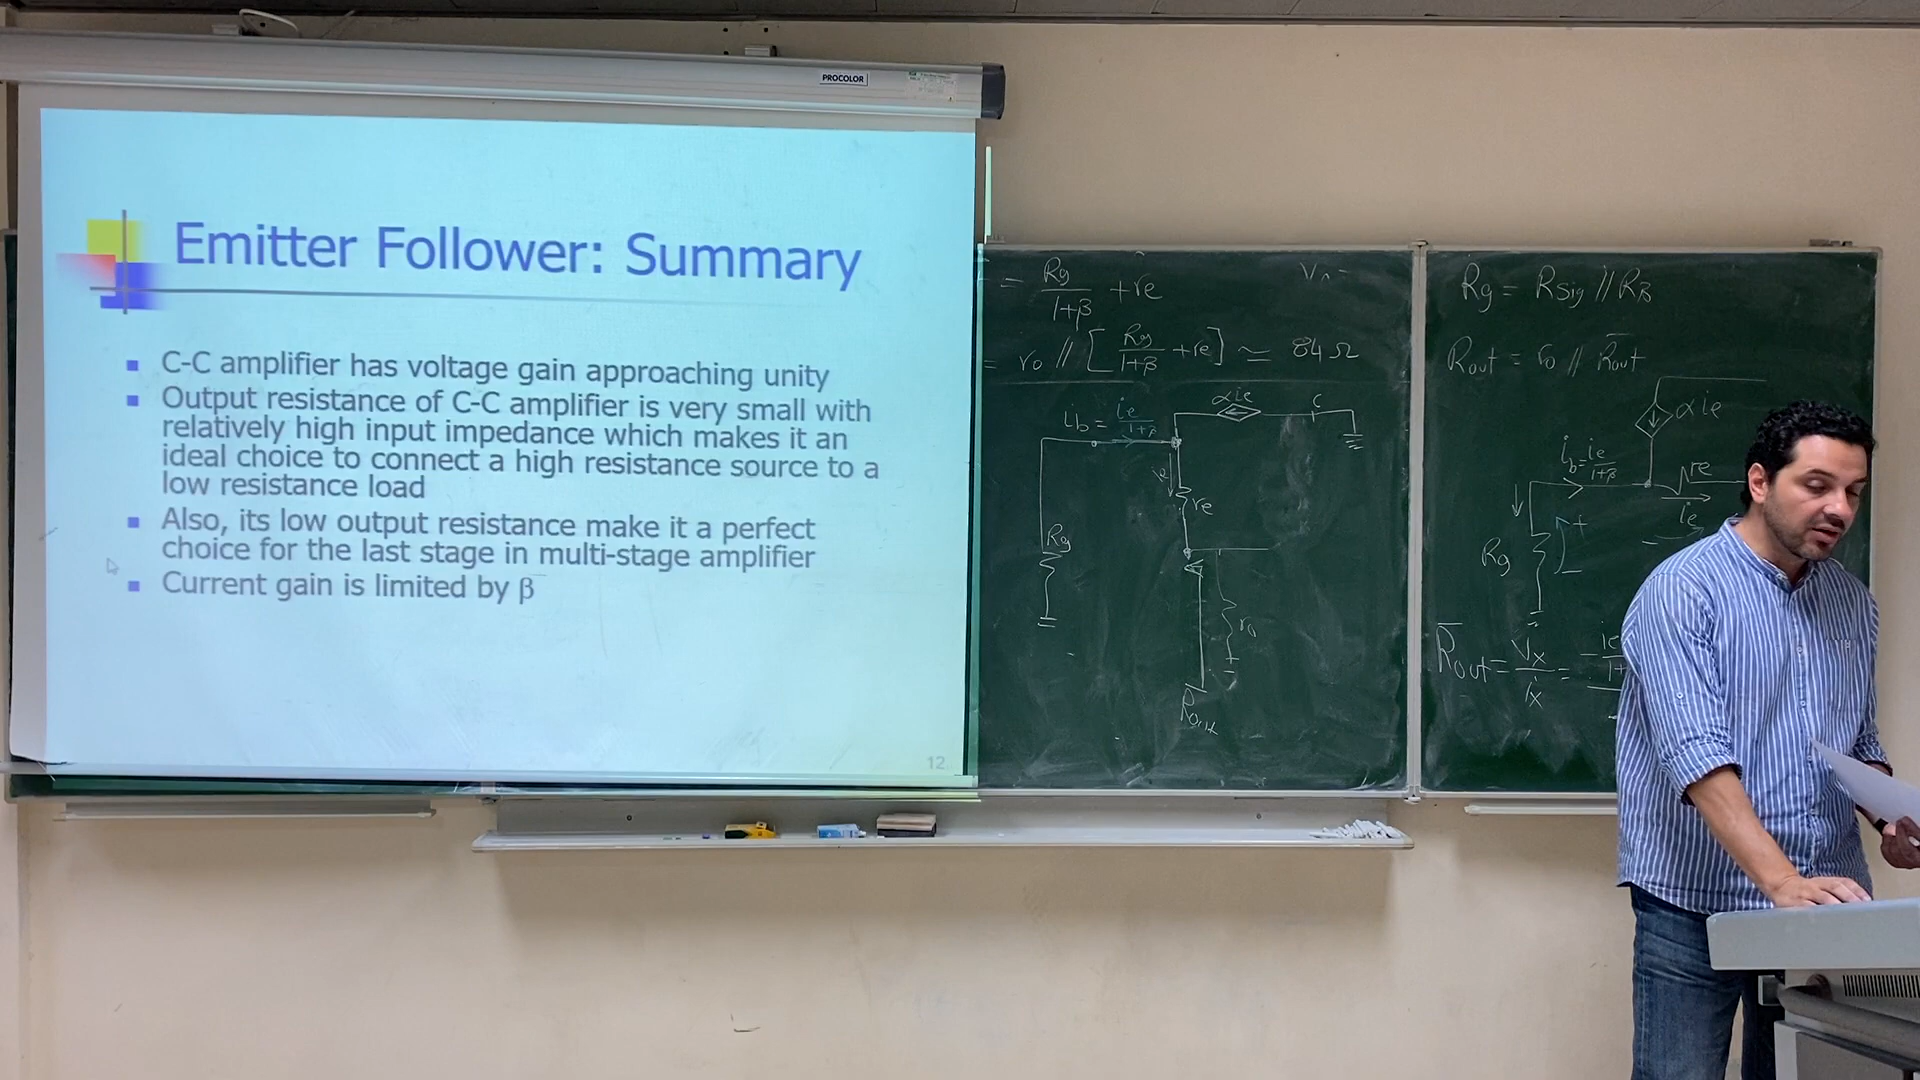 PROCOLOR
Emitter Follower: Summary
C-C amplifier has voltage gain approaching unity
Output resistance of C-C amplifier is very small with
relatively high input impedance which makes it an
ideal choice to connect a high resistance source to a
low resistance load
Also, its low output resistance make it a perfect
choice for the last stage in multi-stage amplifier
Current gain is limited by β
12
= Rg / 1+β + re
= ro // [ Rg / 1+β + re ] ≃ 84 Ω
αie
C
ib = ie / 1+β
ie
re
Rg
ro
Rout
Rg = Rsig // RB
Rout = ro // R̅out
αie
ib = ie / 1+β
re
ie
Rg
+
R̅out = Vx / ix =